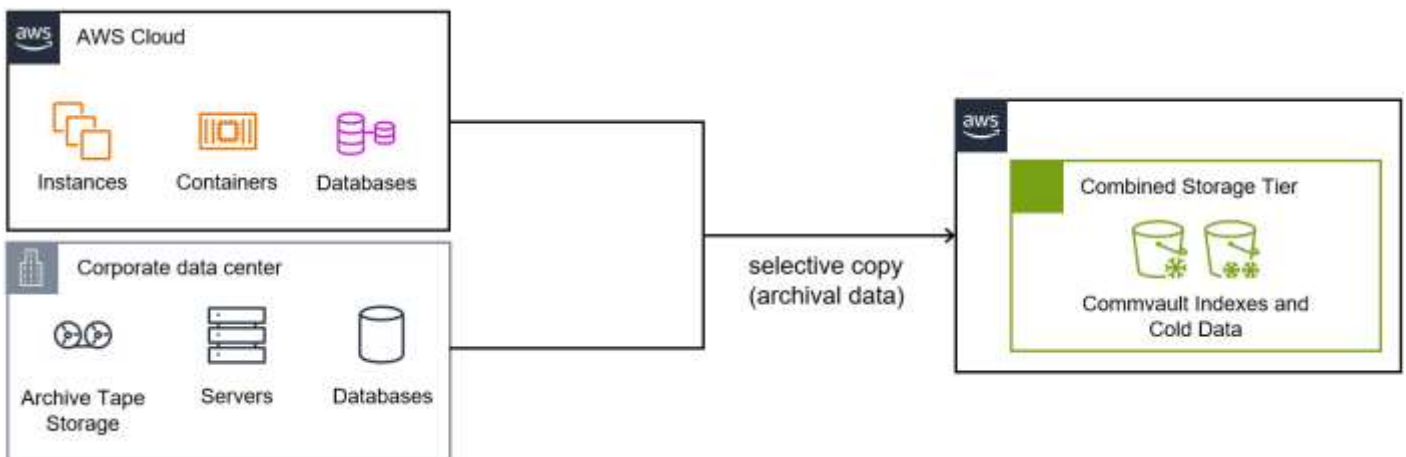 aws
AWS Cloud
Instances
Containers
Databases
Corporate data center
Archive Tape
Storage
Servers
Databases
selective copy
(archival data)
aws
Combined Storage Tier
Commvault Indexes and
Cold Data